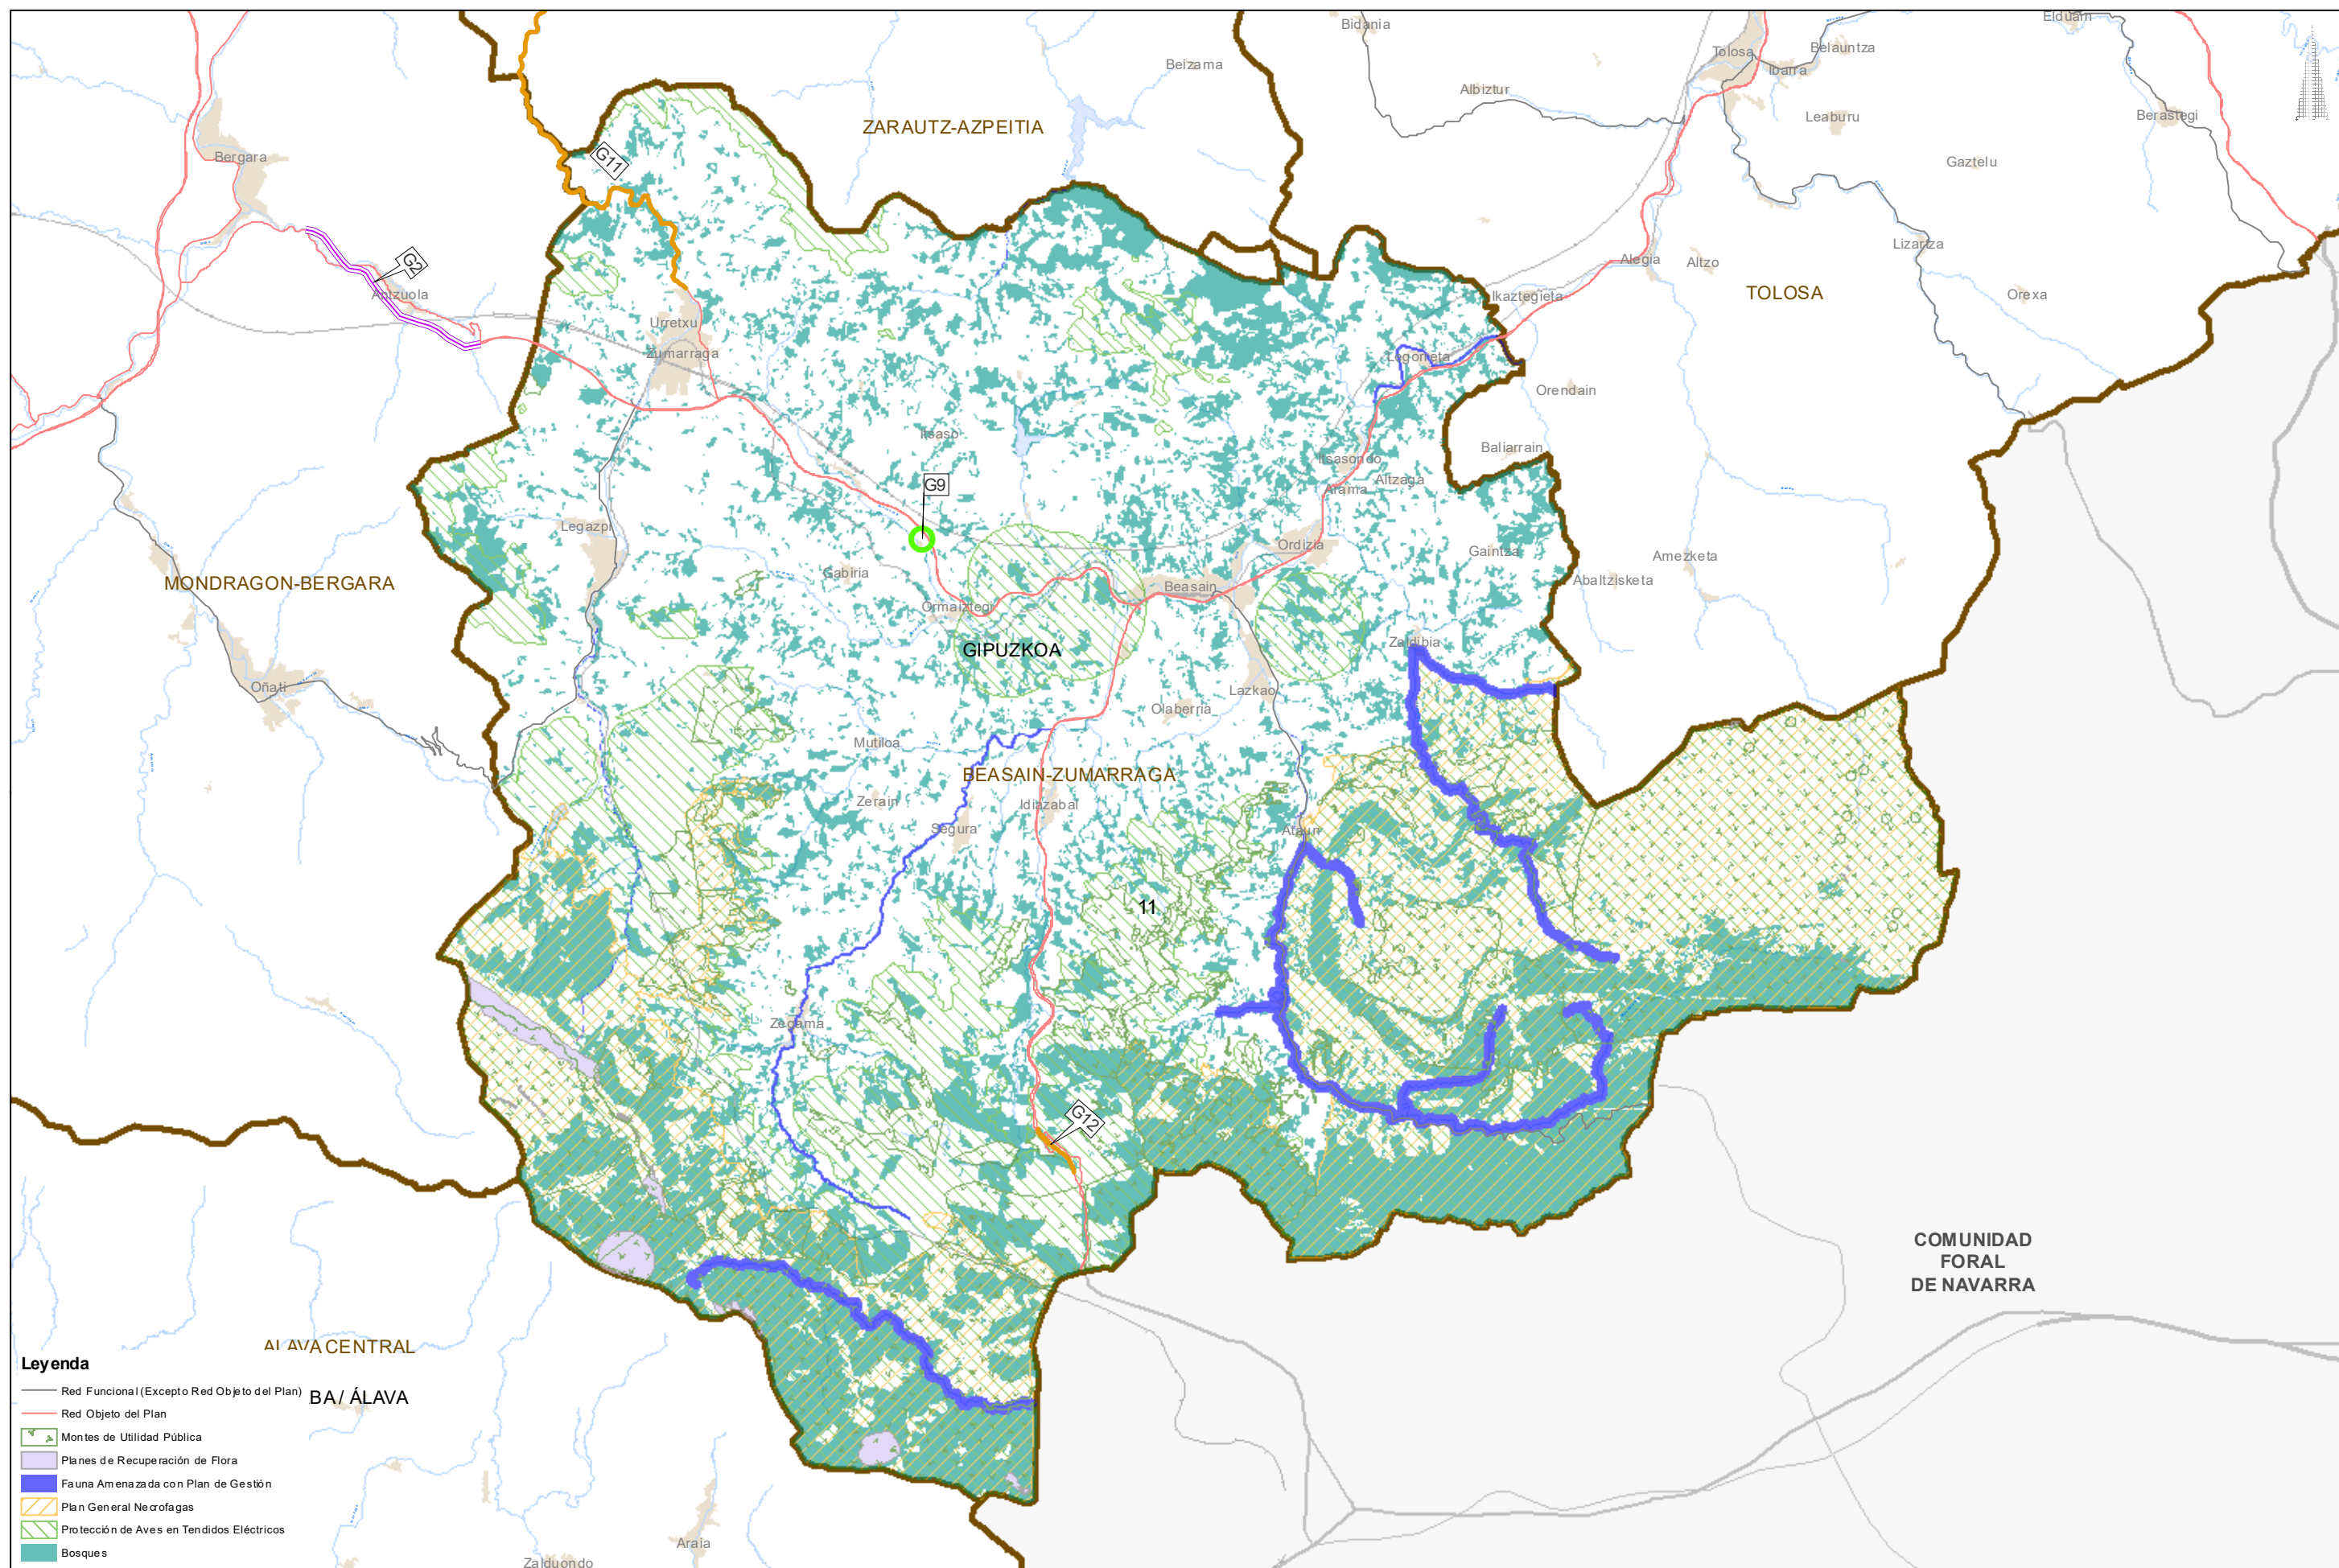 Bidania
Elduain
Tolosa
Belauntza
Beizama
Ibarra
Albiztur
Leaburu
Berastegi
ZARAUTZ-AZPEITIA
Bergara
G11
Gaztelu
Lizartza
G2
Alegia
Altzo
Antzuola
Ikaztegieta
TOLOSA
Orexa
Urretxu
Zumarraga
Legorreta
Orendain
Itsaso
Baliarrain
Itsasondo
G9
Arama
Altzaga
Legazpi
Ordizia
Gaintza
Amezketa
MONDRAGON-BERGARA
Gabiria
Beasain
Abaltzisketa
Ormaiztegi
GIPUZKOA
Zaldibia
Oñati
Lazkao
Olaberria
Mutiloa
BEASAIN-ZUMARRAGA
Zerain
Idiazabal
Segura
Ataun
11
Zegama
G12
COMUNIDAD
FORAL
DE NAVARRA
ALAVA CENTRAL
Leyenda
Red Funcional (Excepto Red Objeto del Plan)
BA / ÁLAVA
Red Objeto del Plan
Montes de Utilidad Pública
Planes de Recuperación de Flora
Fauna Amenazada con Plan de Gestión
Plan General Necrofagas
Protección de Aves en Tendidos Eléctricos
Bosques
Araia
Zalduondo